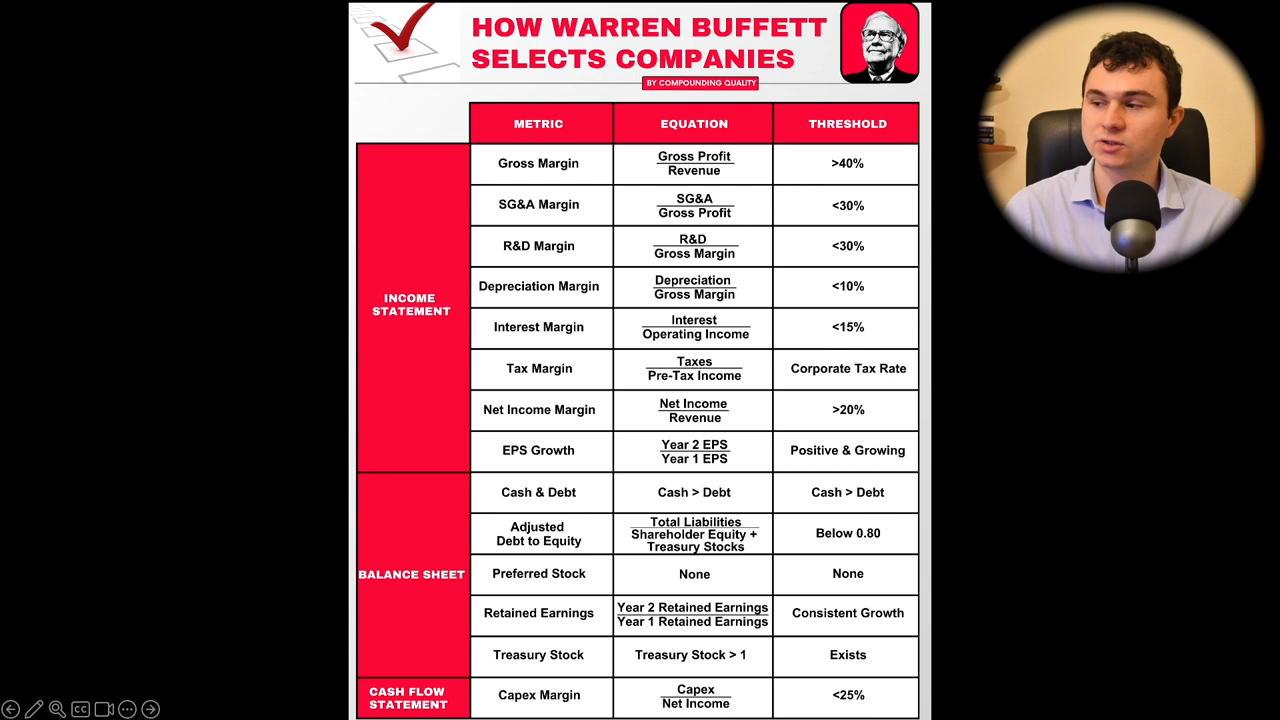 HOW WARREN BUFFETT
SELECTS COMPANIES
BY COMPOUNDING QUALITY
METRIC
EQUATION
THRESHOLD
INCOME
STATEMENT
Gross Margin
Gross Profit
Revenue
>40%
SG&A Margin
SG&A
Gross Profit
<30%
R&D Margin
R&D
Gross Margin
<30%
Depreciation Margin
Depreciation
Gross Margin
<10%
Interest Margin
Interest
Operating Income
<15%
Tax Margin
Taxes
Pre-Tax Income
Corporate Tax Rate
Net Income Margin
Net Income
Revenue
>20%
EPS Growth
Year 2 EPS
Year 1 EPS
Positive & Growing
BALANCE SHEET
Cash & Debt
Cash > Debt
Cash > Debt
Adjusted
Debt to Equity
Total Liabilities
Shareholder Equity +
Treasury Stocks
Below 0.80
Preferred Stock
None
None
Retained Earnings
Year 2 Retained Earnings
Year 1 Retained Earnings
Consistent Growth
Treasury Stock
Treasury Stock > 1
Exists
CASH FLOW
STATEMENT
Capex Margin
Capex
Net Income
<25%
CC